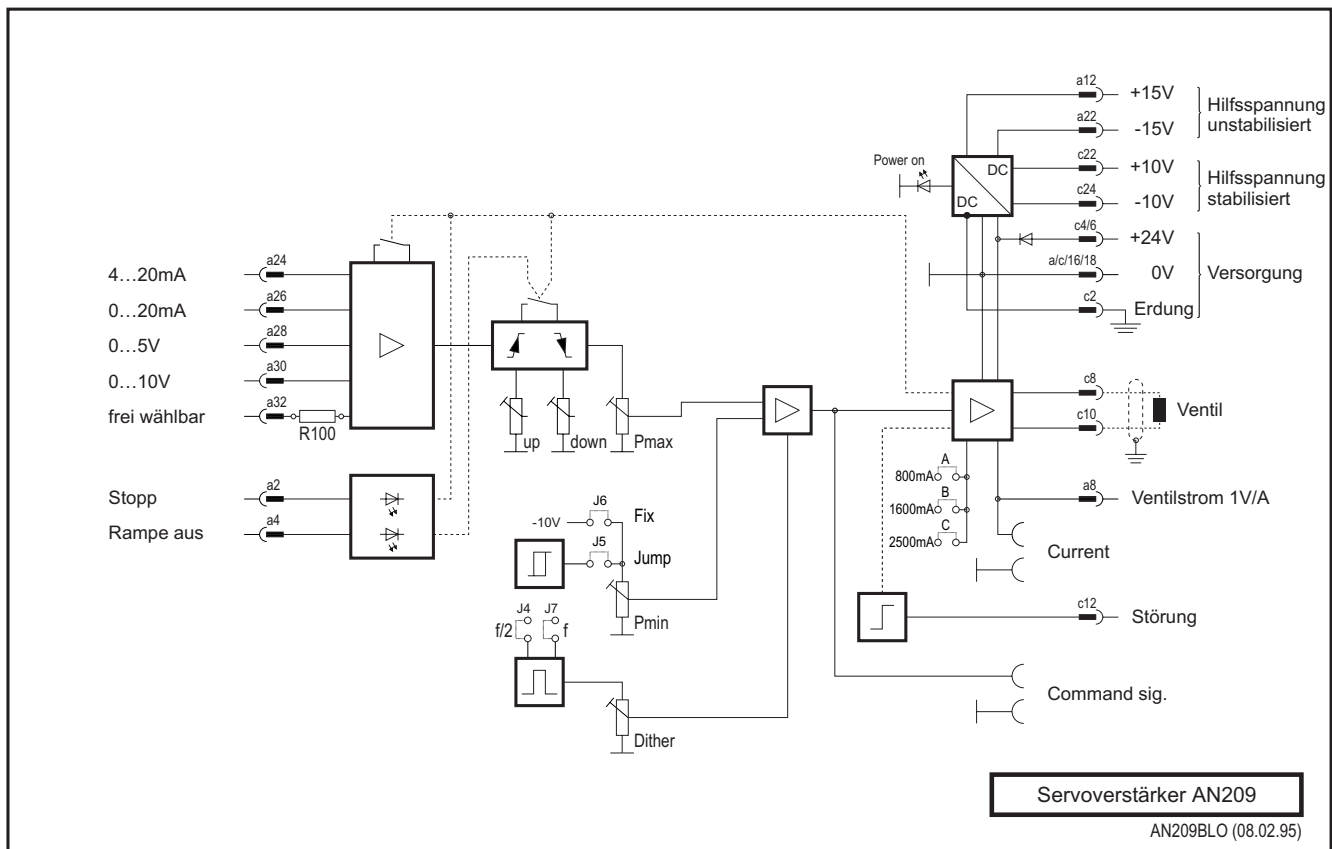 a12
+15V
Hilfsspannung
unstabilisiert
a22
-15V
Power on
DC
DC
c22
+10V
Hilfsspannung
stabilisiert
c24
-10V
c4/6
+24V
a/c/16/18
0V
Versorgung
c2
Erdung
4...20mA
a24
0...20mA
a26
0...5V
a28
0...10V
a30
frei wählbar
a32
R100
up
down
Pmax
c8
c10
Ventil
A
800mA
B
1600mA
C
2500mA
a8
Ventilstrom 1V/A
Current
Stopp
a2
Rampe aus
a4
-10V
J6
Fix
J5
Jump
Pmin
J4
J7
f/2
f
Dither
c12
Störung
Command sig.
Servoverstärker AN209
AN209BLO (08.02.95)